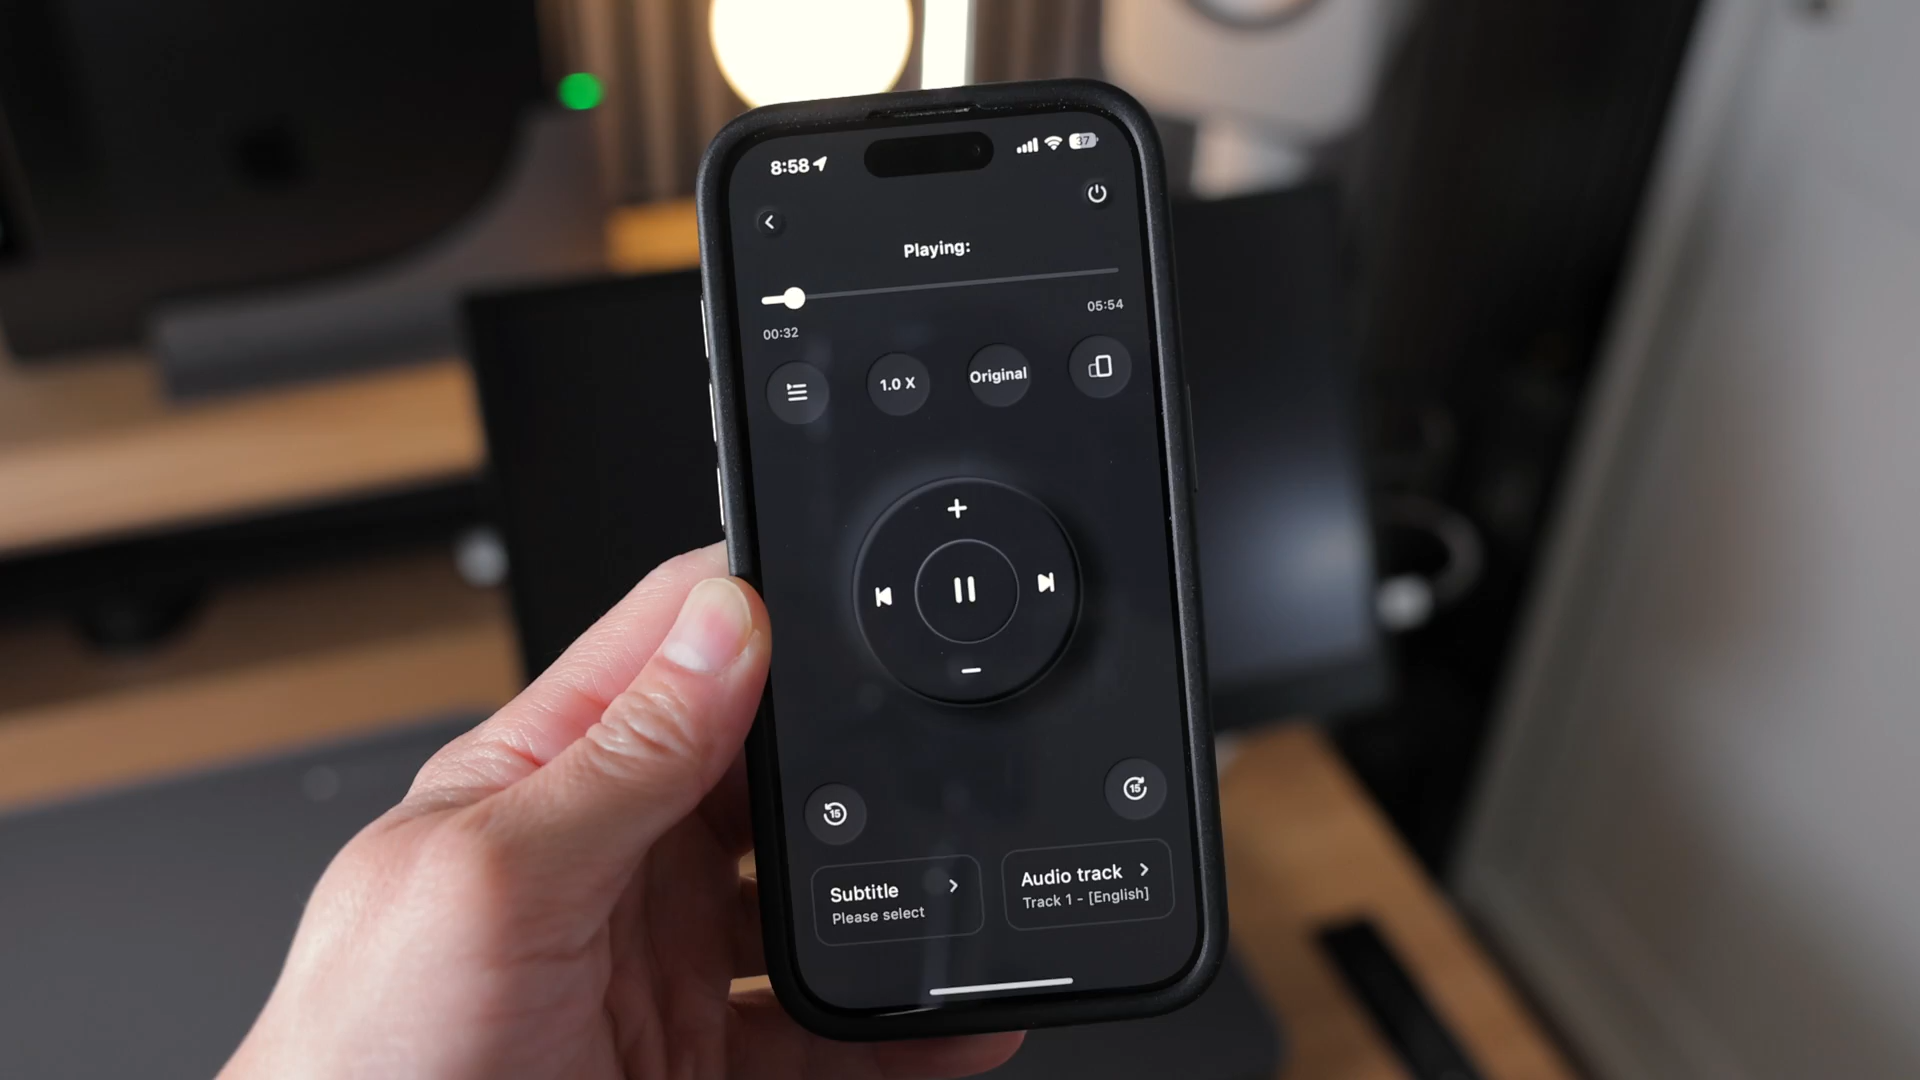 8:58
37
Playing:
00:32
05:54
1.0 X
Original
15
15
Subtitle
Please select
Audio track
Track 1 - [English]